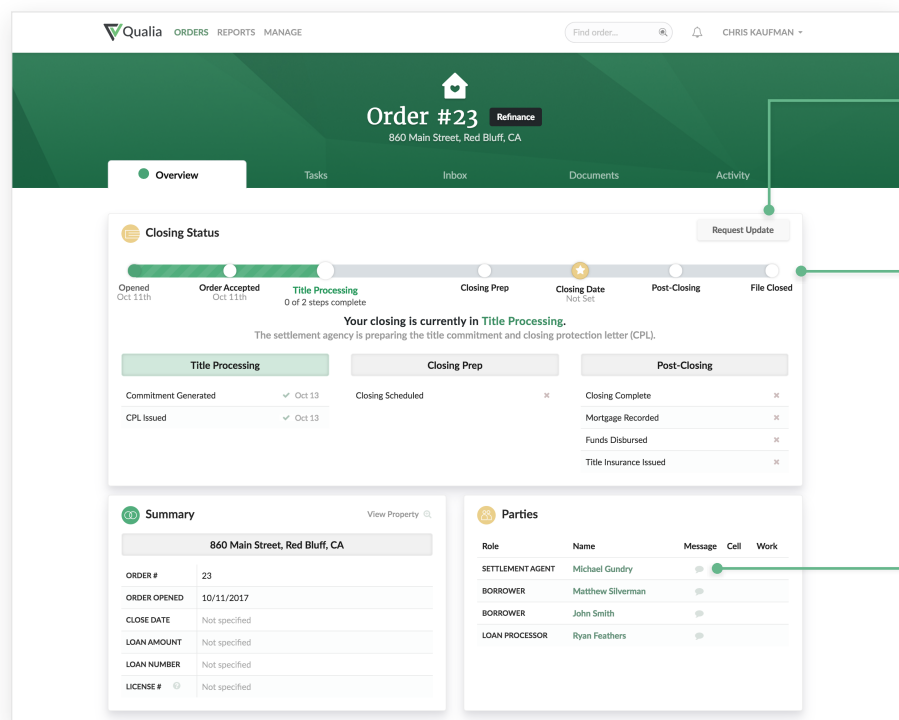 Qualia ORDERS REPORTS MANAGE Find order... CHRIS KAUFMAN
Order #23 Refinance
860 Main Street, Red Bluff, CA
Overview Tasks Inbox Documents Activity
Closing Status Request Update
Opened Order Accepted Title Processing Closing Prep Closing Date Post-Closing File Closed
Oct 11th Oct 11th 0 of 2 steps complete Not Set
Your closing is currently in Title Processing.
The settlement agency is preparing the title commitment and closing protection letter (CPL).
Title Processing Closing Prep Post-Closing
Commitment Generated Oct 13 Closing Scheduled Closing Complete
CPL Issued Oct 13 Mortgage Recorded
Funds Disbursed
Title Insurance Issued
Summary View Property
860 Main Street, Red Bluff, CA
ORDER # 23
ORDER OPENED 10/11/2017
CLOSE DATE Not specified
LOAN AMOUNT Not specified
LOAN NUMBER Not specified
LICENSE # Not specified
Parties
Role Name Message Cell Work
SETTLEMENT AGENT Michael Gundry
BORROWER Matthew Silverman
BORROWER John Smith
LOAN PROCESSOR Ryan Feathers